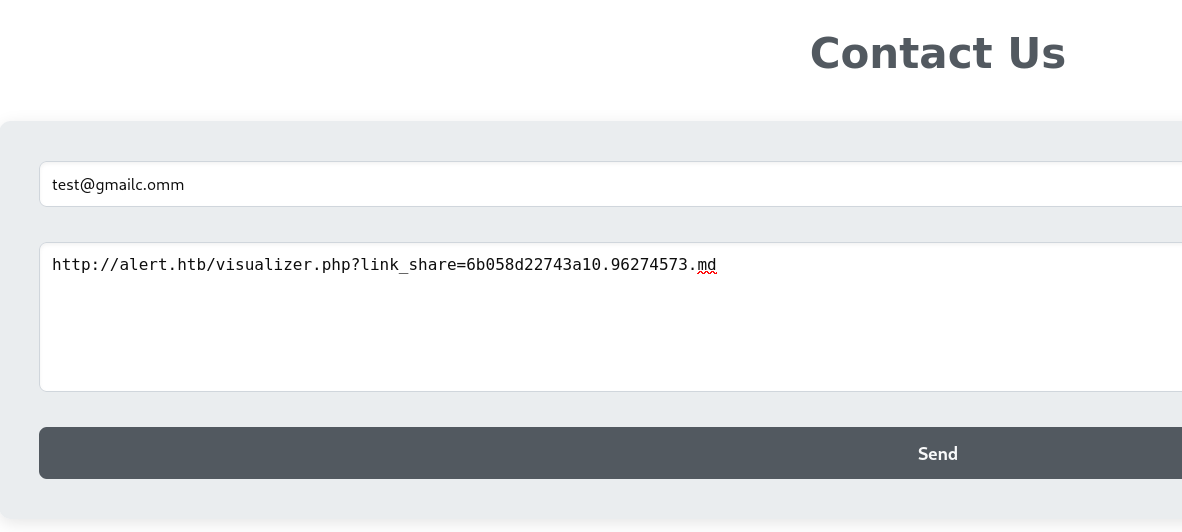 Contact Us
test@gmailc.omm
http://alert.htb/visualizer.php?link_share=6b058d22743a10.96274573.md
Send